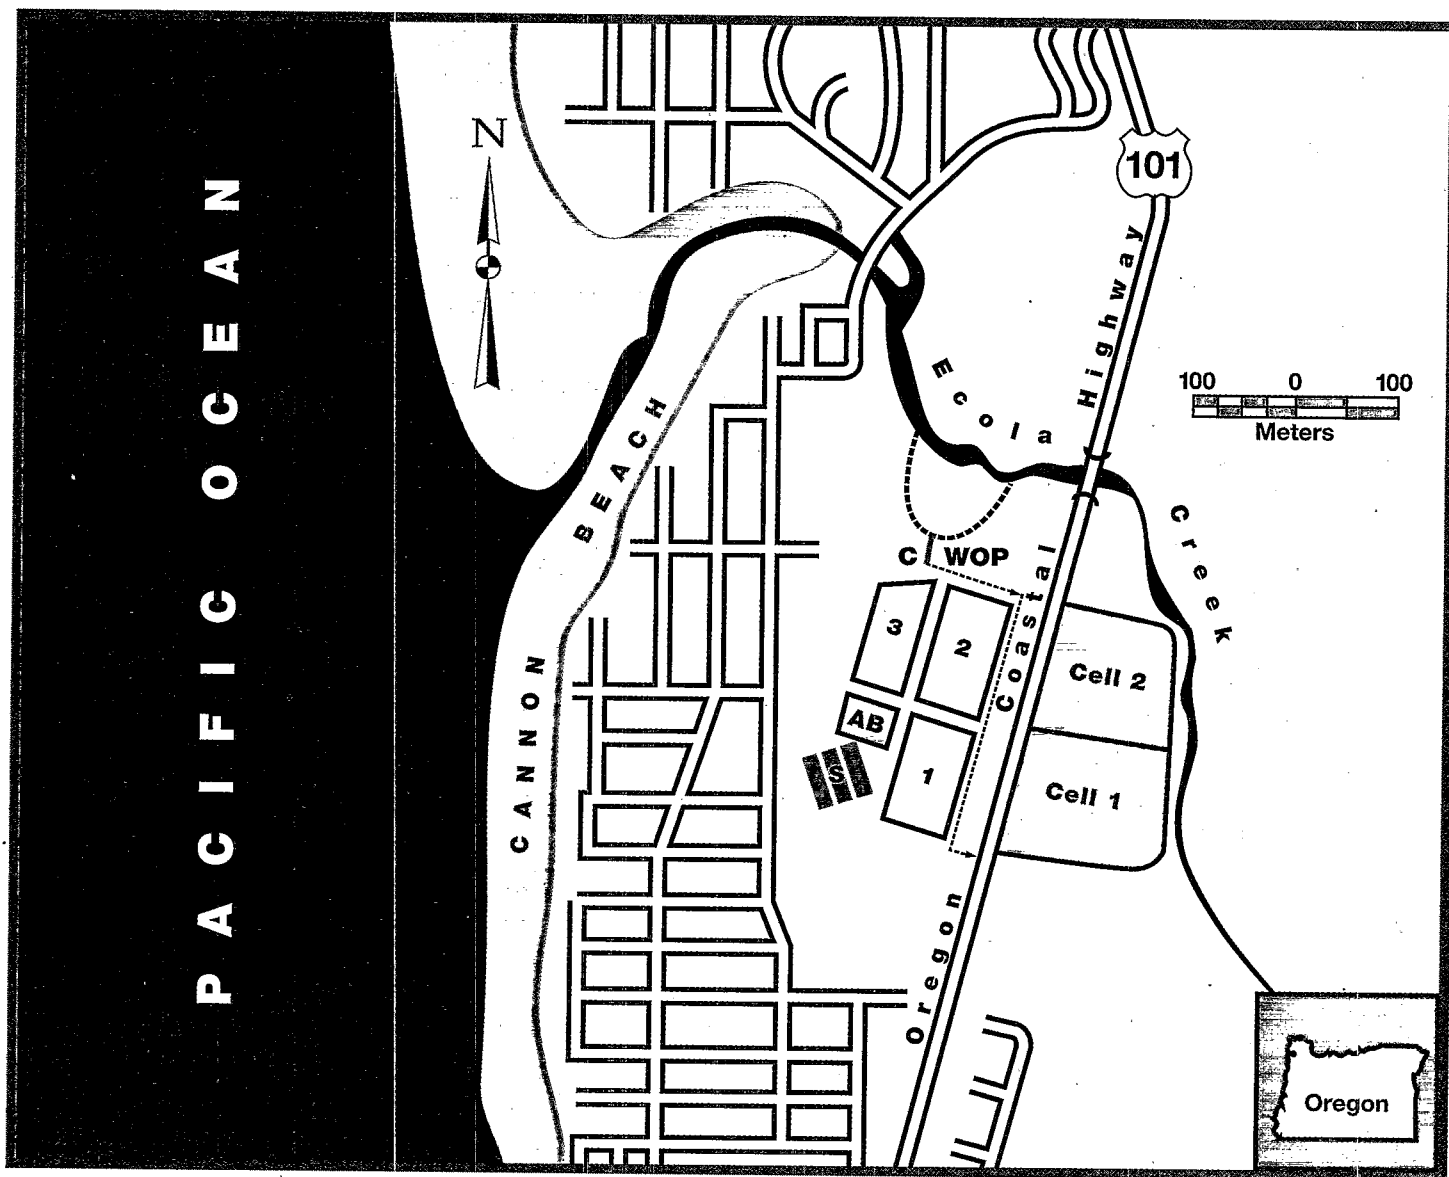 PACIFIC OCEAN
N
CANNON BEACH
101
Oregon Coastal Highway
Ecola Creek
100 0 100
Meters
C WOP
3
2
AB
1
S
Cell 2
Cell 1
Oregon